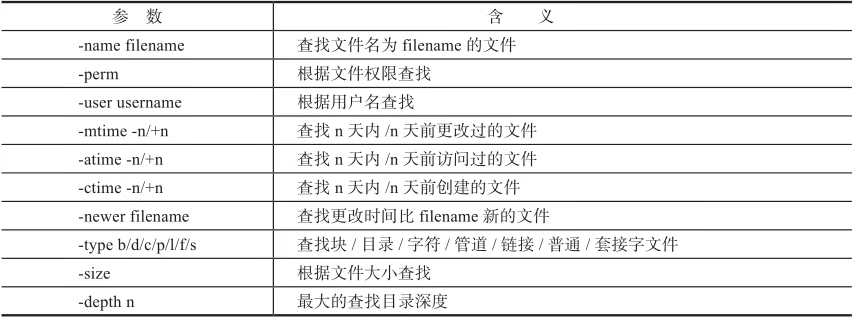 参 数 含 义
-name filename 查找文件名为 filename 的文件
-perm 根据文件权限查找
-user username 根据用户名查找
-mtime -n/+n 查找 n 天内 /n 天前更改过的文件
-atime -n/+n 查找 n 天内 /n 天前访问过的文件
-ctime -n/+n 查找 n 天内 /n 天前创建的文件
-newer filename 查找更改时间比 filename 新的文件
-type b/d/c/p/l/f/s 查找块 / 目录 / 字符 / 管道 / 链接 / 普通 / 套接字文件
-size 根据文件大小查找
-depth n 最大的查找目录深度